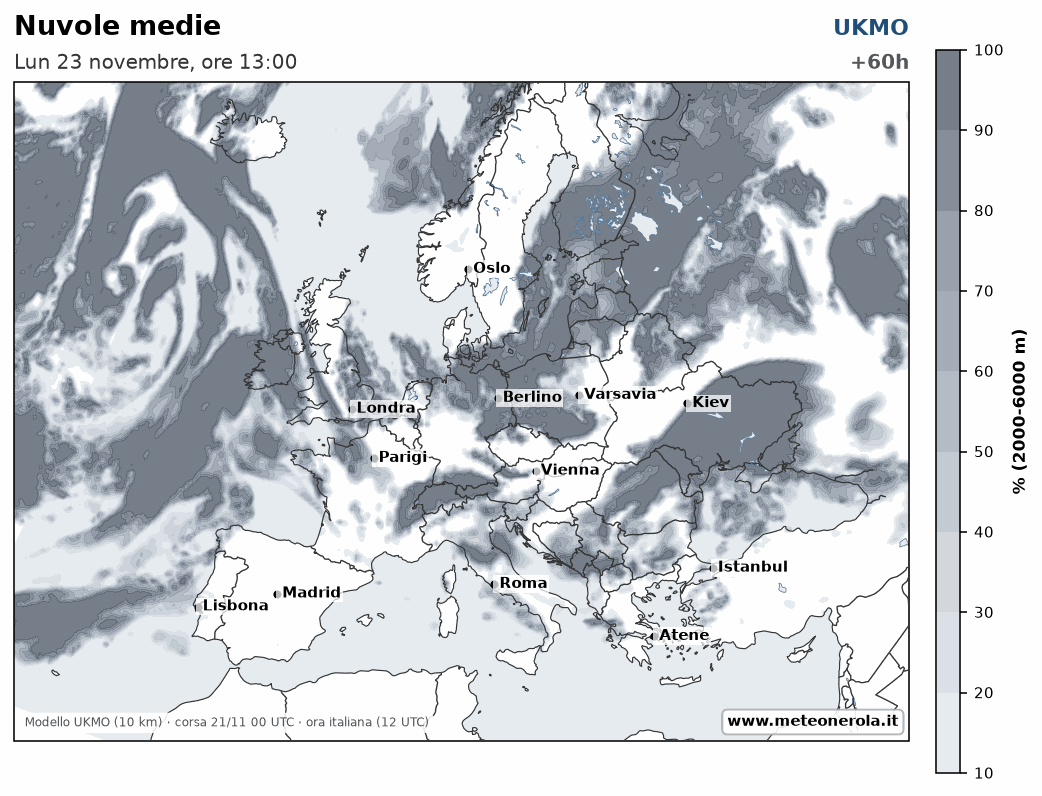 Nuvole medie
UKMO
Lun 23 novembre, ore 13:00
+60h
100
90
80
70
60
50
40
30
20
10
% (2000-6000 m)
Oslo
Londra
Berlino
Varsavia
Kiev
Parigi
Vienna
Istanbul
Roma
Madrid
Lisbona
Atene
Modello UKMO (10 km) · corsa 21/11 00 UTC · ora italiana (12 UTC)
www.meteonerola.it